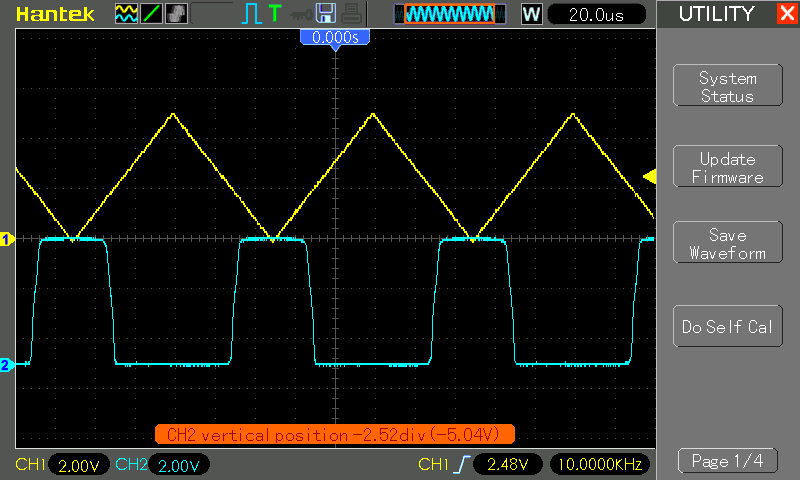 Hantek
T
W
20.0us
UTILITY
X
0.000s
System
Status
Update
Firmware
1
Save
Waveform
Do Self Cal
2
CH2 vertical position -2.52div(-5.04V)
CH1 2.00V CH2 2.00V CH1 2.48V 10.0000KHz
Page 1/4